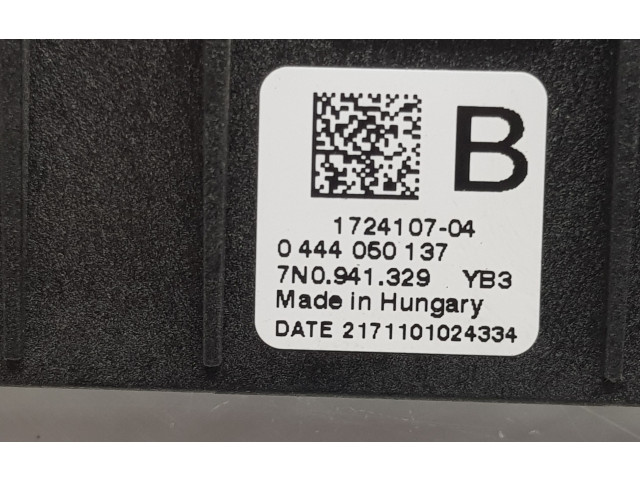 B
1724107-04
0 444 050 137
7N0.941.329 YB3
Made in Hungary
DATE 2171101024334